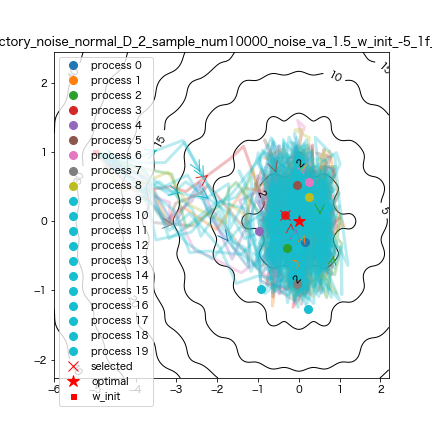 ctory_noise_normal_D_2_sample_num10000_noise_va_1.5_w_init_-5_1f_
process 0
process 1
process 2
process 3
process 4
process 5
process 6
process 7
process 8
process 9
process 10
process 11
process 12
process 13
process 14
process 15
process 16
process 17
process 18
process 19
selected
optimal
w_init
2
1
0
−1
−2
−6
−5
−4
−3
−2
−1
0
1
2
10
15
15
5
2
2
2